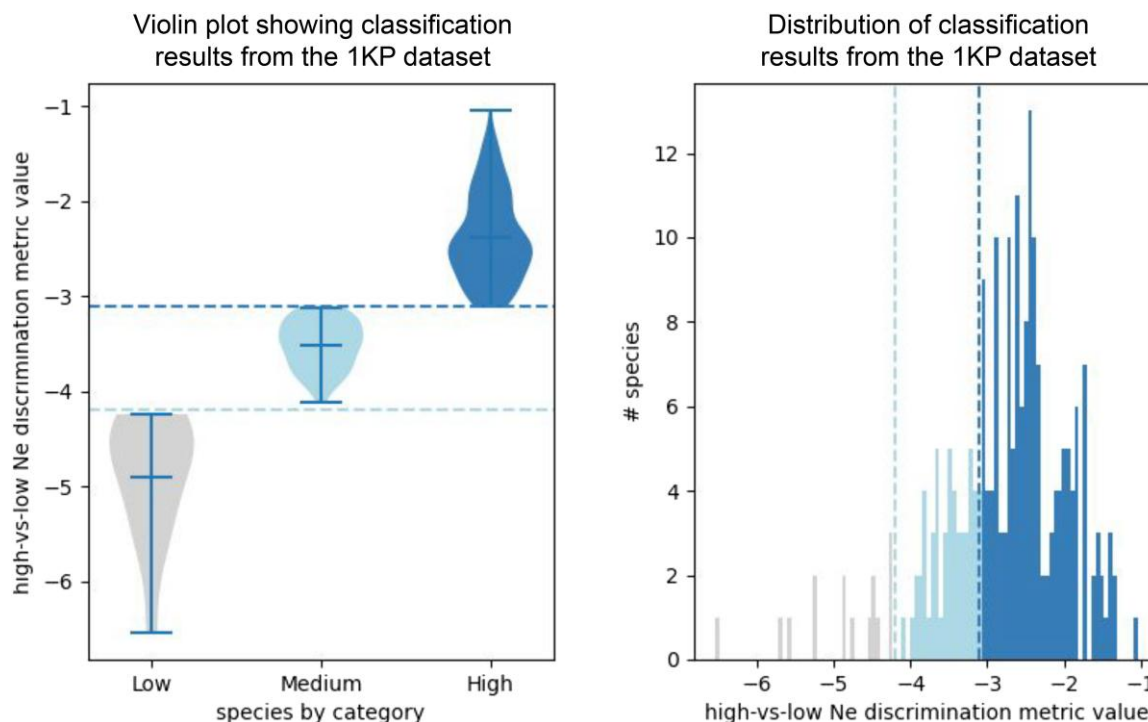 Violin plot showing classification
results from the 1KP dataset
high-vs-low Ne discrimination metric value
−1
−2
−3
−4
−5
−6
Low Medium High
species by category
Distribution of classification
results from the 1KP dataset
# species
12
10
8
6
4
2
0
−6 −5 −4 −3 −2 −1
high-vs-low Ne discrimination metric value